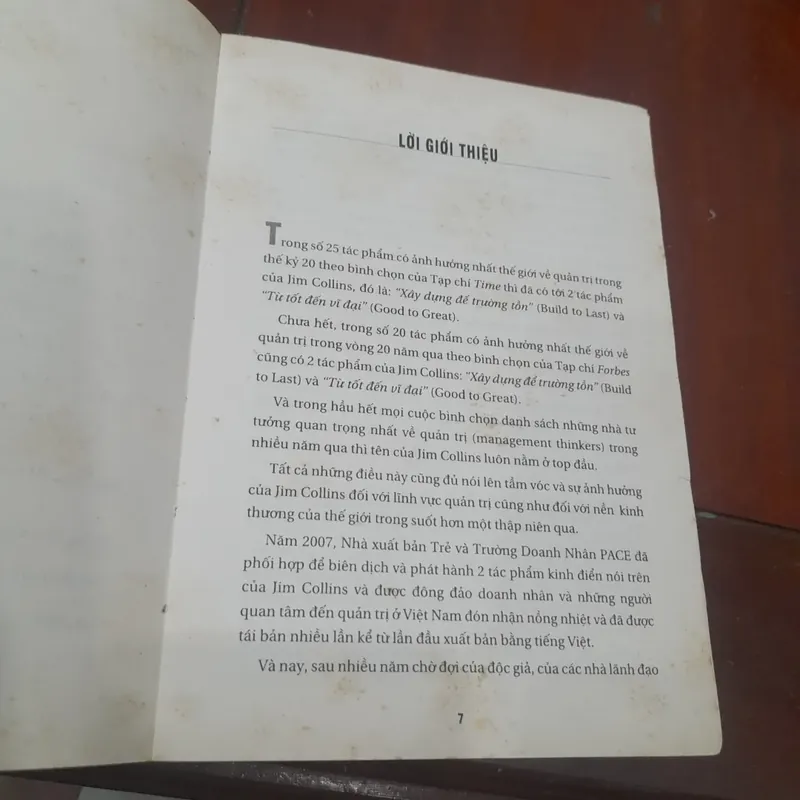 LỜI GIỚI THIỆU
Trong số 25 tác phẩm có ảnh hưởng nhất thế giới về quản trị trong
thế kỷ 20 theo bình chọn của Tạp chí Time thì đã có tới 2 tác phẩm
của Jim Collins, đó là: "Xây dựng để trường tồn" (Build to Last) và
"Từ tốt đến vĩ đại" (Good to Great).
Chưa hết, trong số 20 tác phẩm có ảnh hưởng nhất thế giới về
quản trị trong vòng 20 năm qua theo bình chọn của Tạp chí Forbes
cũng có 2 tác phẩm của Jim Collins: "Xây dựng để trường tồn" (Build
to Last) và "Từ tốt đến vĩ đại" (Good to Great).
Và trong hầu hết mọi cuộc bình chọn danh sách những nhà tư
tưởng quan trọng nhất về quản trị (management thinkers) trong
nhiều năm qua thì tên của Jim Collins luôn nằm ở top đầu.
Tất cả những điều này cũng đủ nói lên tầm vóc và sự ảnh hưởng
của Jim Collins đối với lĩnh vực quản trị cũng như đối với nền kinh
thương của thế giới trong suốt hơn một thập niên qua.
Năm 2007, Nhà xuất bản Trẻ và Trường Doanh Nhân PACE đã
phối hợp để biên dịch và phát hành 2 tác phẩm kinh điển nói trên
của Jim Collins và được đông đảo doanh nhân và những người
quan tâm đến quản trị ở Việt Nam đón nhận nồng nhiệt và đã được
tái bản nhiều lần kể từ lần đầu xuất bản bằng tiếng Việt.
Và nay, sau nhiều năm chờ đợi của độc giả, của các nhà lãnh đạo
7